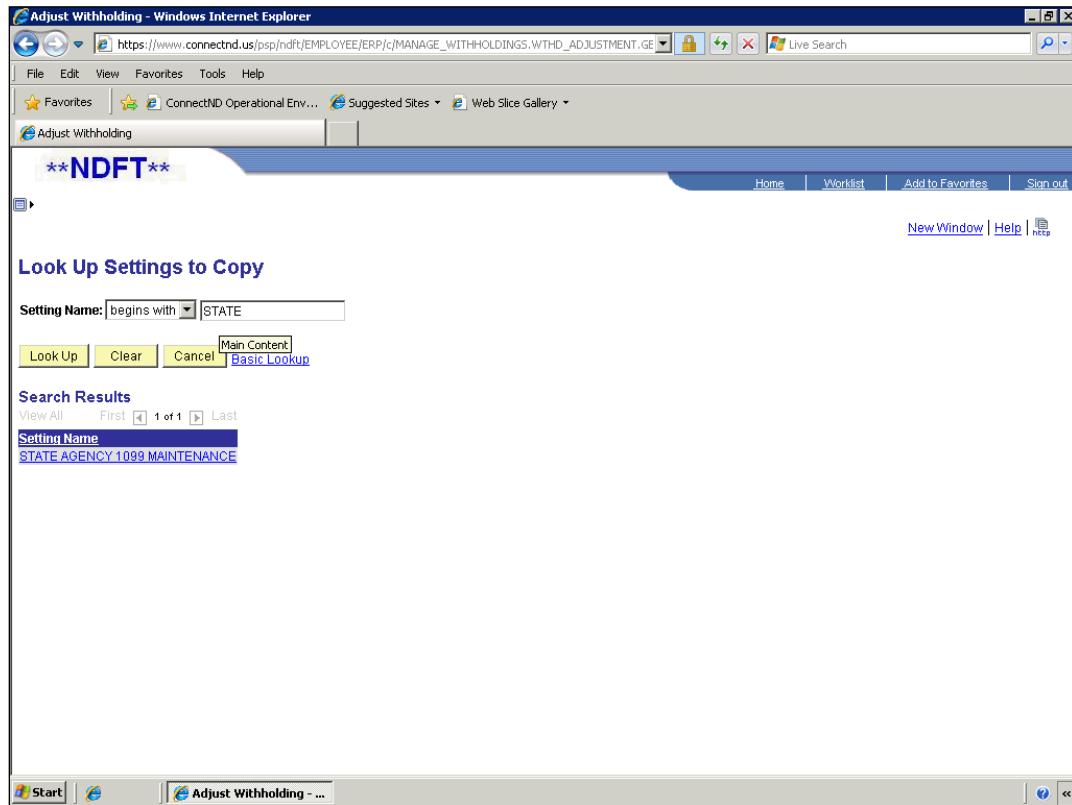 Adjust Withholding - Windows Internet Explorer
https://www.connectnd.us/psp/ndft/EMPLOYEE/ERP/c/MANAGE_WITHHOLDINGS.WTHD_ADJUSTMENT.GE
Live Search
File Edit View Favorites Tools Help
Favorites ConnectND Operational Env... Suggested Sites Web Slice Gallery
Adjust Withholding
**NDFT**
Home Worklist Add to Favorites Sign out
New Window | Help | http
Look Up Settings to Copy
Setting Name: begins with STATE
Main Content
Look Up Clear Cancel Basic Lookup
Search Results
View All First 1 of 1 Last
Setting Name
STATE AGENCY 1099 MAINTENANCE
Start Adjust Withholding - ... ? «